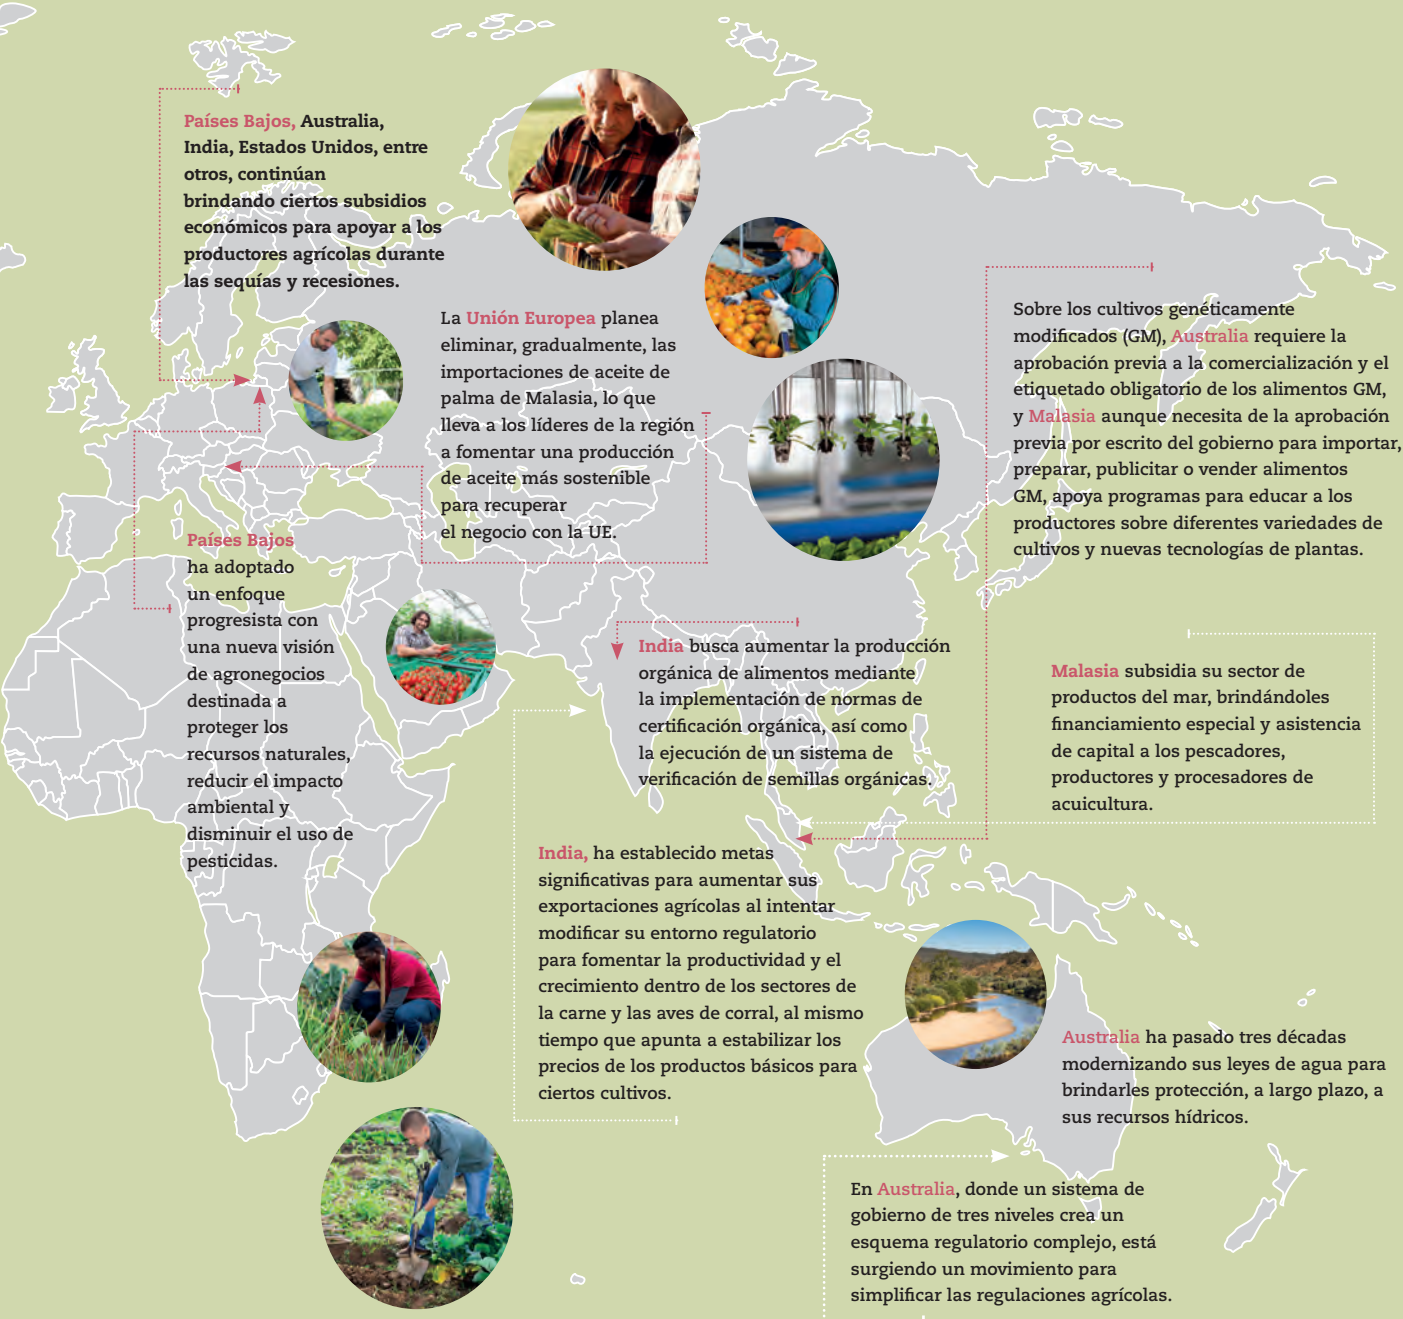 Países Bajos, Australia,
India, Estados Unidos, entre
otros, continúan
brindando ciertos subsidios
económicos para apoyar a los
productores agrícolas durante
las sequías y recesiones.
La Unión Europea planea
eliminar, gradualmente, las
importaciones de aceite de
palma de Malasia, lo que
lleva a los líderes de la región
a fomentar una producción
de aceite más sostenible
para recuperar
el negocio con la UE.
Sobre los cultivos genéticamente
modificados (GM), Australia requiere la
aprobación previa a la comercialización y el
etiquetado obligatorio de los alimentos GM,
y Malasia aunque necesita de la aprobación
previa por escrito del gobierno para importar,
preparar, publicitar o vender alimentos
GM, apoya programas para educar a los
productores sobre diferentes variedades de
cultivos y nuevas tecnologías de plantas.
Países Bajos
ha adoptado
un enfoque
progresista con
una nueva visión
de agronegocios
destinada a
proteger los
recursos naturales,
reducir el impacto
ambiental y
disminuir el uso de
pesticidas.
India busca aumentar la producción
orgánica de alimentos mediante
la implementación de normas de
certificación orgánica, así como
la ejecución de un sistema de
verificación de semillas orgánicas.
Malasia subsidia su sector de
productos del mar, brindándoles
financiamiento especial y asistencia
de capital a los pescadores,
productores y procesadores de
acuicultura.
India, ha establecido metas
significativas para aumentar sus
exportaciones agrícolas al intentar
modificar su entorno regulatorio
para fomentar la productividad y el
crecimiento dentro de los sectores de
la carne y las aves de corral, al mismo
tiempo que apunta a estabilizar los
precios de los productos básicos para
ciertos cultivos.
Australia ha pasado tres décadas
modernizando sus leyes de agua para
brindarles protección, a largo plazo, a
sus recursos hídricos.
En Australia, donde un sistema de
gobierno de tres niveles crea un
esquema regulatorio complejo, está
surgiendo un movimiento para
simplificar las regulaciones agrícolas.